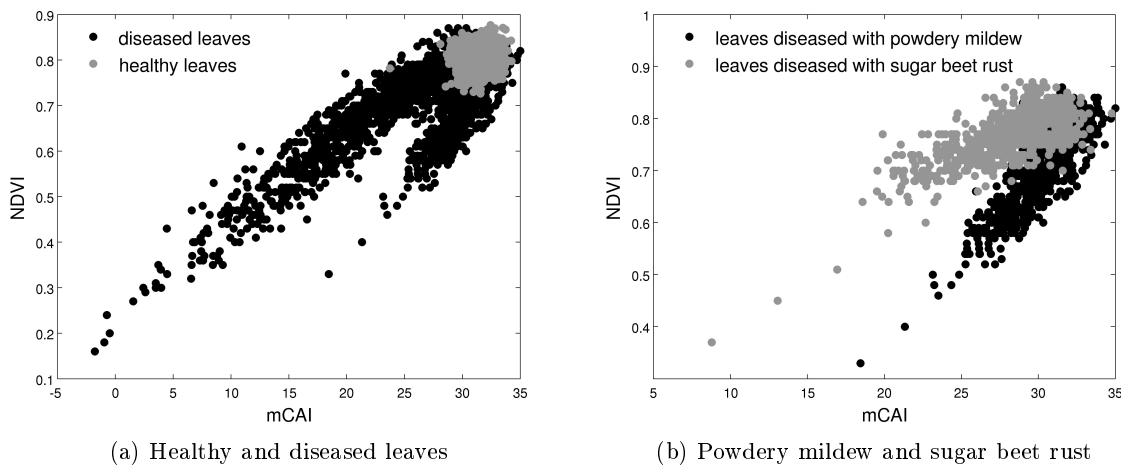 0.9
0.8
0.7
0.6
0.5
0.4
0.3
0.2
0.1
NDVI
diseased leaves
healthy leaves
-5 0 5 10 15 20 25 30 35
mCAI
(a) Healthy and diseased leaves
1
0.9
0.8
0.7
0.6
0.5
0.4
NDVI
leaves diseased with powdery mildew
leaves diseased with sugar beet rust
5 10 15 20 25 30 35
mCAI
(b) Powdery mildew and sugar beet rust